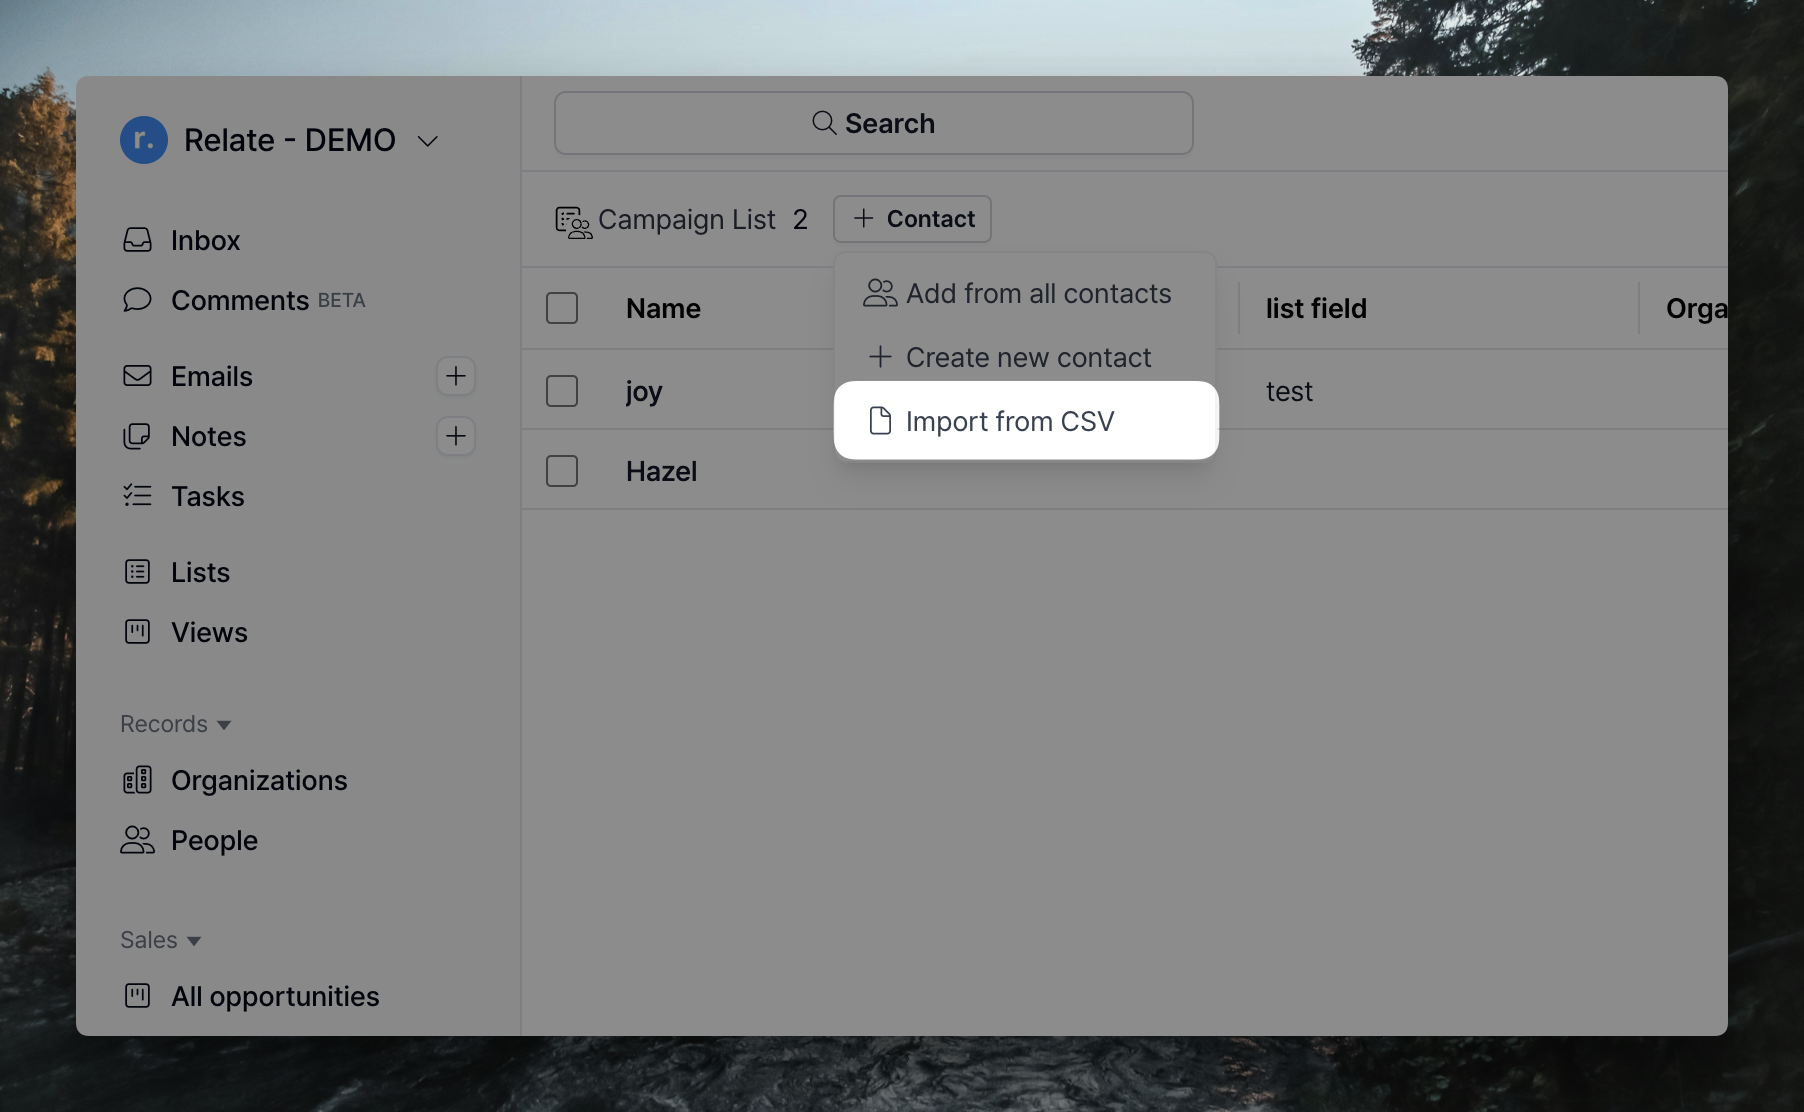 r. Relate - DEMO
Inbox
Comments BETA
Emails
Notes
Tasks
Lists
Views
Records
Organizations
People
Sales
All opportunities
Search
Campaign List 2 + Contact
Add from all contacts
+ Create new contact
Import from CSV
Name list field Orga
joy test
Hazel